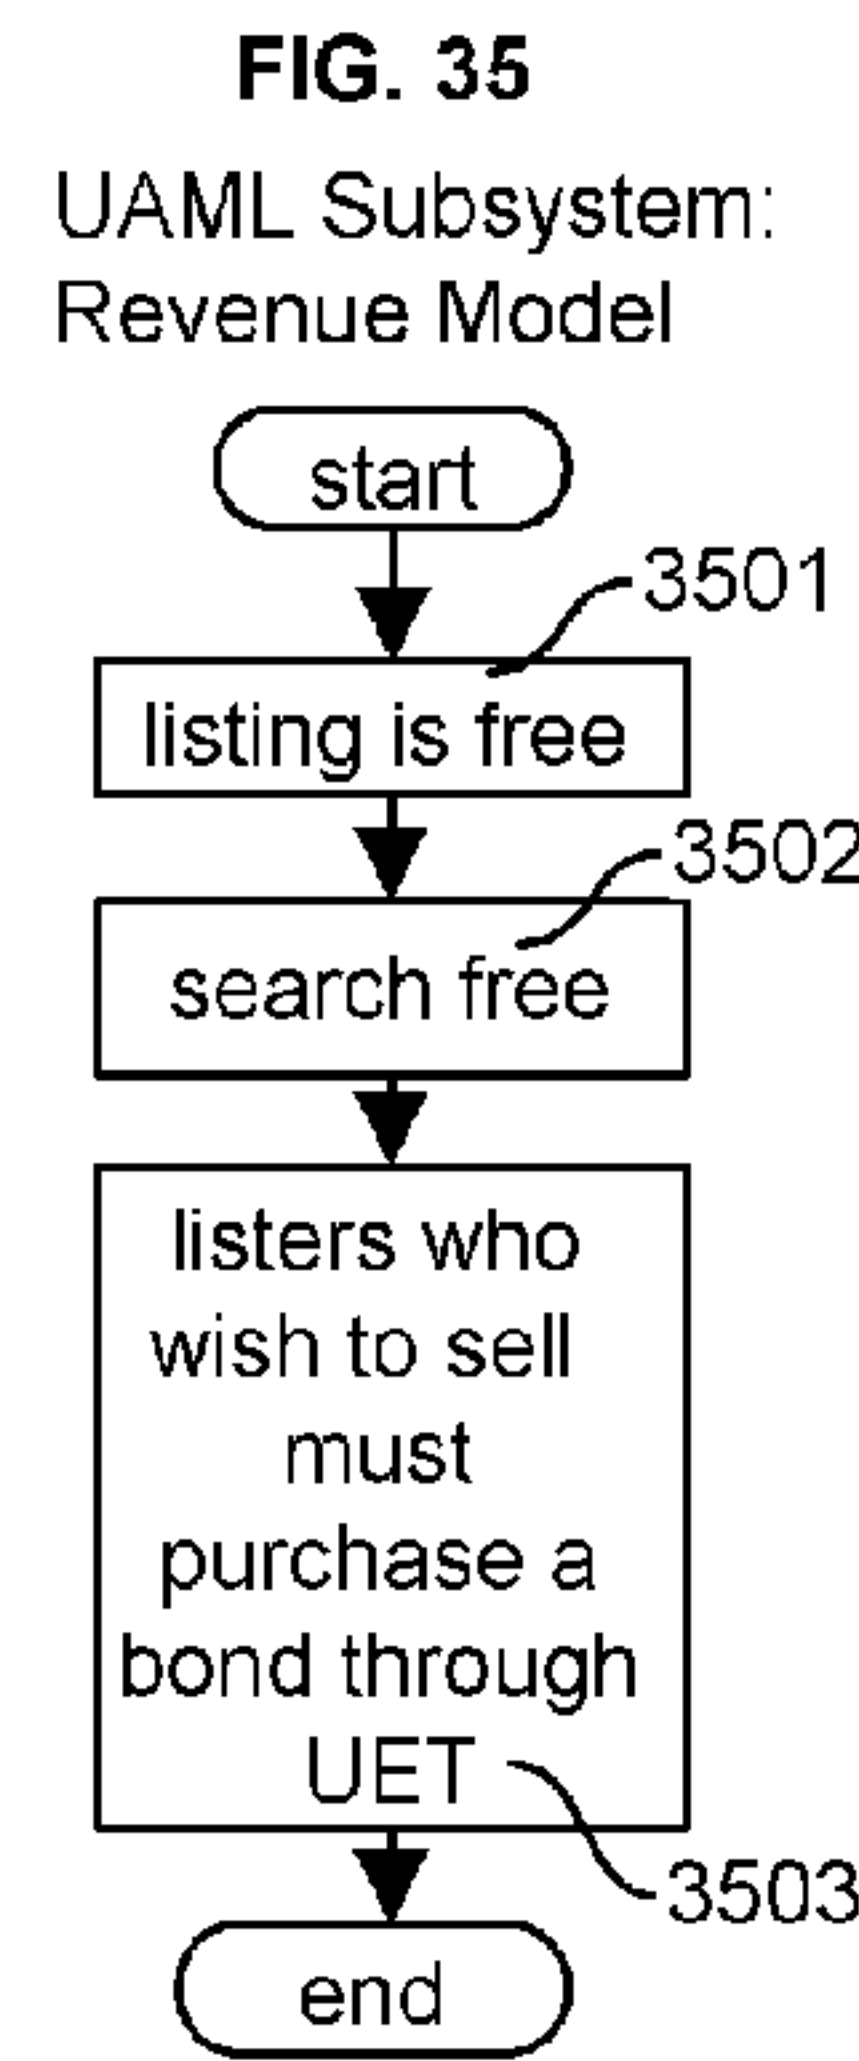 FIG. 35
UAML Subsystem:
Revenue Model
start
3501
listing is free
3502
search free
listers who
wish to sell
must
purchase a
bond through
UET
3503
end